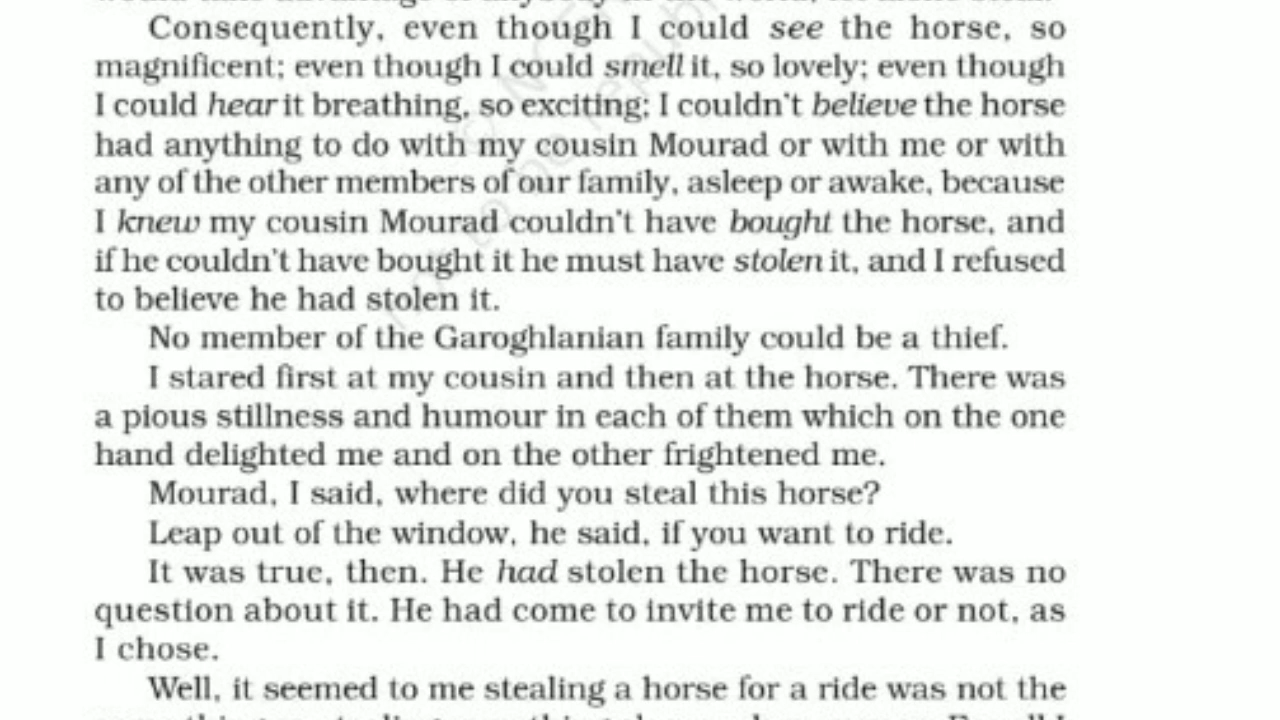 Consequently, even though I could see the horse, so
magnificent; even though I could smell it, so lovely; even though
I could hear it breathing, so exciting; I couldn't believe the horse
had anything to do with my cousin Mourad or with me or with
any of the other members of our family, asleep or awake, because
I knew my cousin Mourad couldn't have bought the horse, and
if he couldn't have bought it he must have stolen it, and I refused
to believe he had stolen it.
No member of the Garoghlanian family could be a thief.
I stared first at my cousin and then at the horse. There was
a pious stillness and humour in each of them which on the one
hand delighted me and on the other frightened me.
Mourad, I said, where did you steal this horse?
Leap out of the window, he said, if you want to ride.
It was true, then. He had stolen the horse. There was no
question about it. He had come to invite me to ride or not, as
I chose.
Well, it seemed to me stealing a horse for a ride was not the